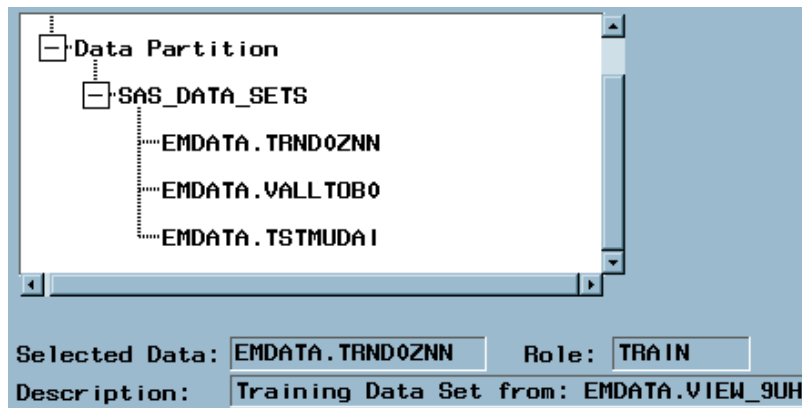 Data Partition
SAS_DATA_SETS
EMDATA.TRND0ZNN
EMDATA.VALLTOB0
EMDATA.TSTMUDAI
Selected Data: EMDATA.TRND0ZNN Role: TRAIN
Description: Training Data Set from: EMDATA.VIEW_9UH